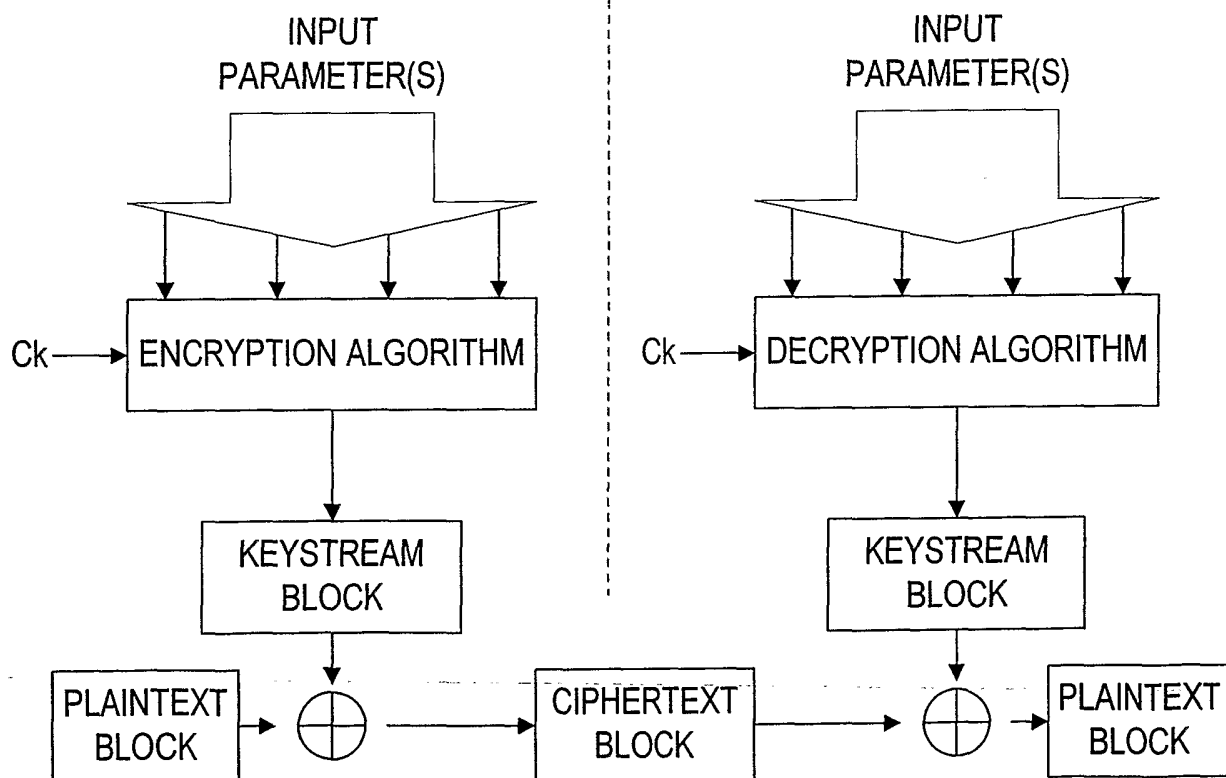 INPUT
PARAMETER(S)
INPUT
PARAMETER(S)
Ck
ENCRYPTION ALGORITHM
Ck
DECRYPTION ALGORITHM
KEYSTREAM
BLOCK
KEYSTREAM
BLOCK
PLAINTEXT
BLOCK
CIPHERTEXT
BLOCK
PLAINTEXT
BLOCK